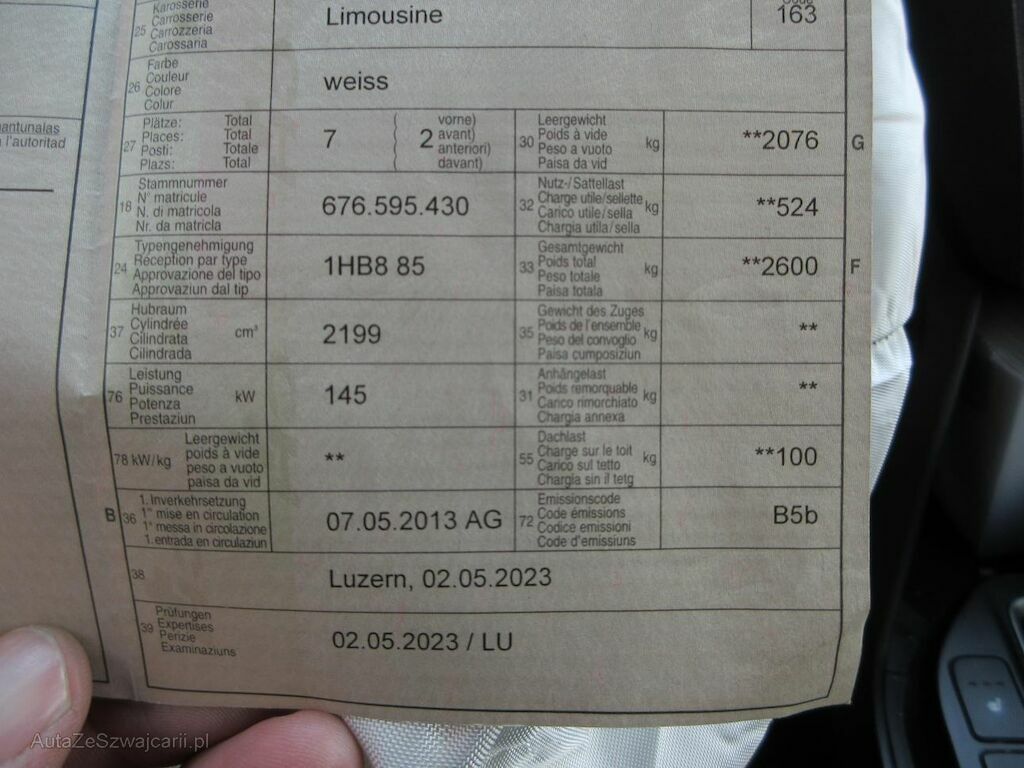 25 Karosserie
Carrosserie
Carrozzeria
Carossaria
Limousine
Code
163
26 Farbe
Couleur
Colore
Colur
weiss
antunalas
a l'autoritad
27 Plätze: Total
Places: Total
Posti: Totale
Plazs: Total
7 ( 2 vorne)
( avant)
( anteriori)
( davant)
30 Leergewicht
Poids à vide
Peso a vuoto
Paisa da vid
kg
**2076
G
18 Stammnummer
N° matricule
N. di matricola
Nr. da matricla
676.595.430
32 Nutz-/Sattellast
Charge utile/sellette
Carico utile/sella
Chargia utila/sella
kg
**524
24 Typengenehmigung
Réception par type
Approvazione del tipo
Approvaziun dal tip
1HB8 85
33 Gesamtgewicht
Poids total
Peso totale
Paisa totala
kg
**2600
F
37 Hubraum
Cylindrée
Cilindrata
Cilindrada
cm³
2199
35 Gewicht des Zuges
Poids de l'ensemble
Peso del convoglio
Paisa cumposiziun
kg
**
76 Leistung
Puissance
Potenza
Prestaziun
kW
145
31 Anhängelast
Poids remorquable
Carico rimorchiato
Chargia annexa
kg
**
78 kW/kg
Leergewicht
poids à vide
peso a vuoto
paisa da vid
**
55 Dachlast
Charge sur le toit
Carico sul tetto
Chargia sin il tetg
kg
**100
B 36 1. Inverkehrsetzung
1re mise en circulation
1a messa in circolazione
1. entrada en circulaziun
07.05.2013 AG
72 Emissionscode
Code émissions
Codice emissioni
Code d'emissiuns
B5b
38
Luzern, 02.05.2023
39 Prüfungen
Expertises
Perizie
Examinaziuns
02.05.2023 / LU
AutaZeSzwajcarii.pl